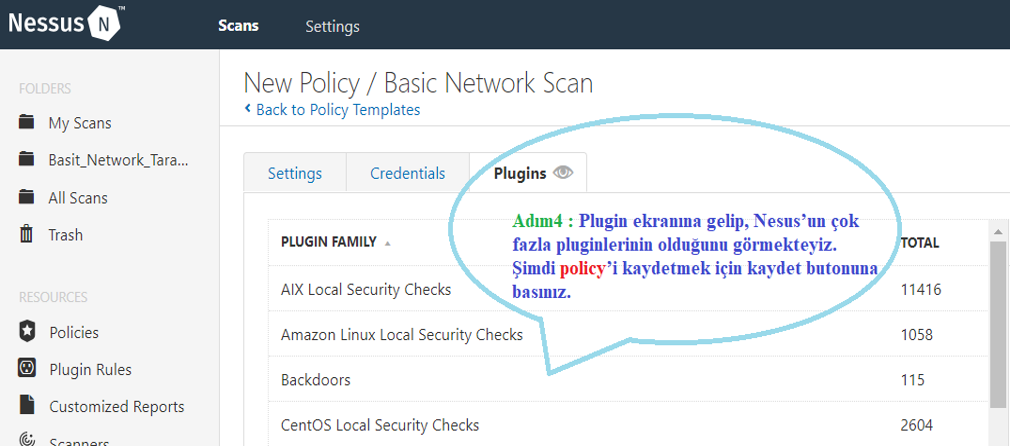 Nessus N ™
Scans
Settings
FOLDERS
My Scans
Basit_Network_Tara...
All Scans
Trash
RESOURCES
Policies
Plugin Rules
Customized Reports
Scanners
New Policy / Basic Network Scan
Back to Policy Templates
Settings
Credentials
Plugins
Adım4 : Plugin ekranına gelip, Nesus’un çok
fazla pluginlerinin olduğunu görmekteyiz.
Şimdi policy’i kaydetmek için kaydet butonuna
basınız.
PLUGIN FAMILY
TOTAL
AIX Local Security Checks
11416
Amazon Linux Local Security Checks
1058
Backdoors
115
CentOS Local Security Checks
2604